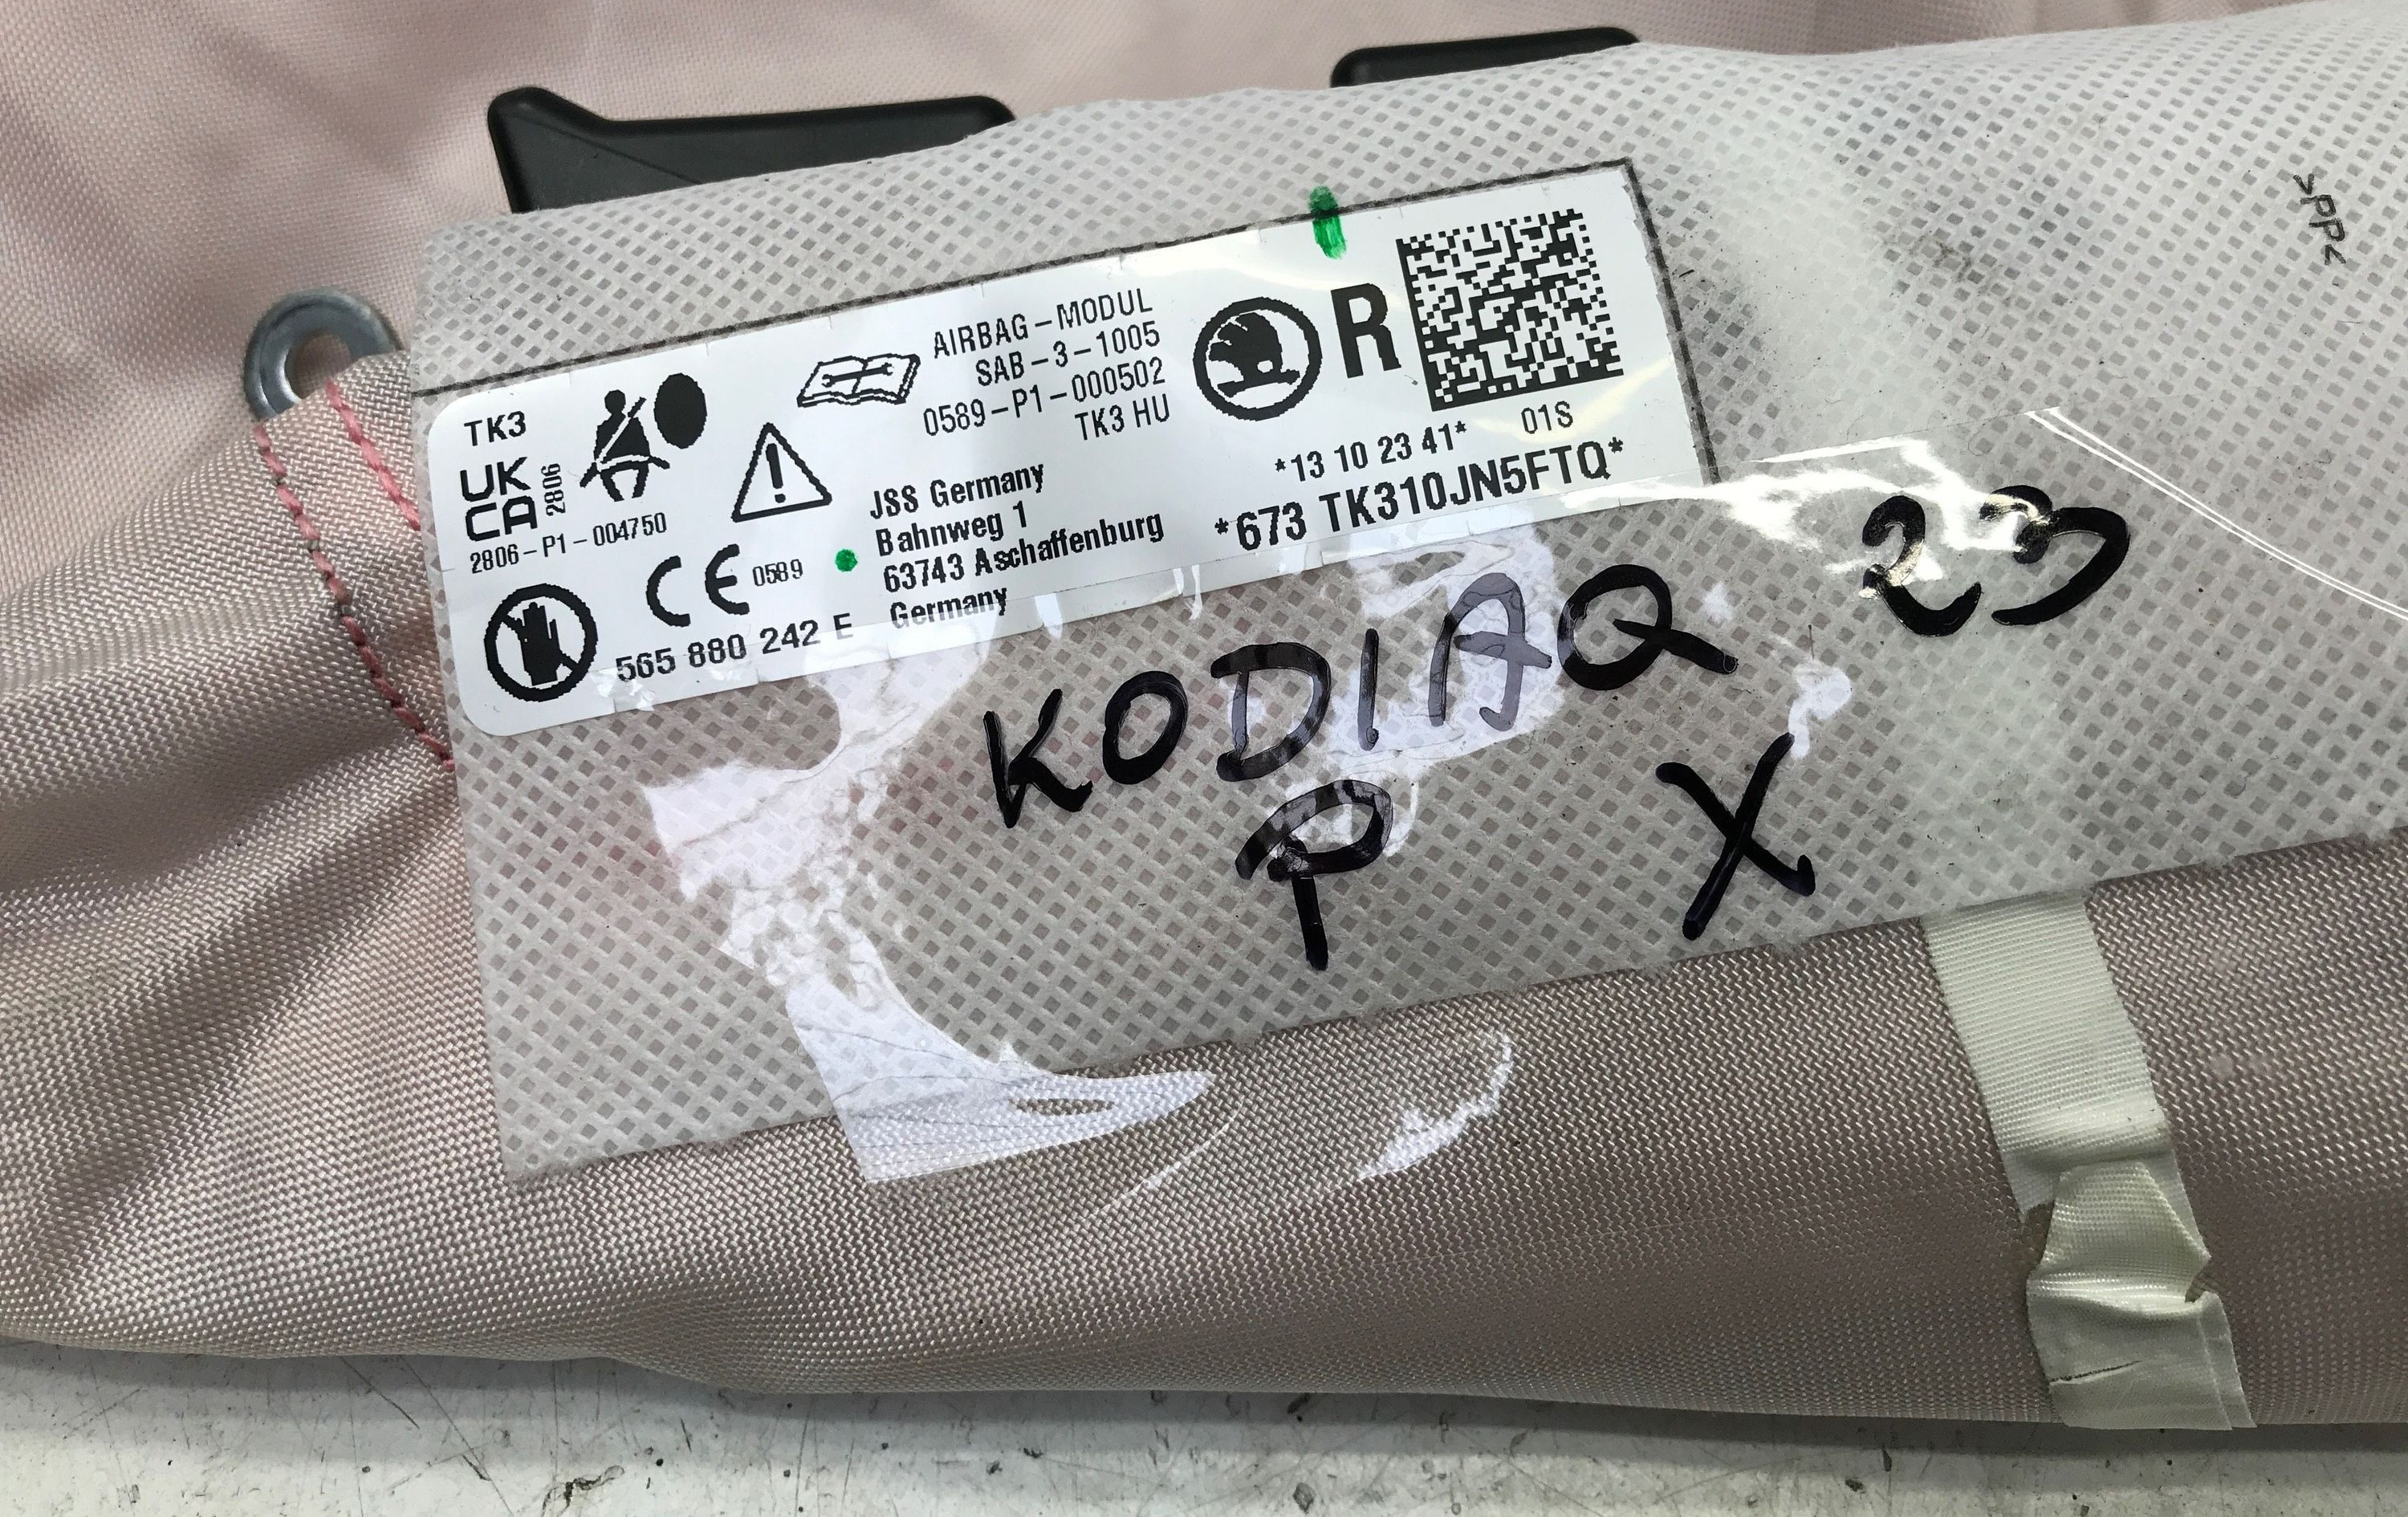 TK3
UK
CA
2806
2806-P1-004750
CE 0589
565 880 242 E
AIRBAG-MODUL
SAB-3-1005
0589-P1-000502
TK3 HU
JSS Germany
Bahnweg 1
63743 Aschaffenburg
Germany
R
01S
*13 10 23 41*
*673 TK310JN5FTQ*
KODIAQ 23
P X
>PP<